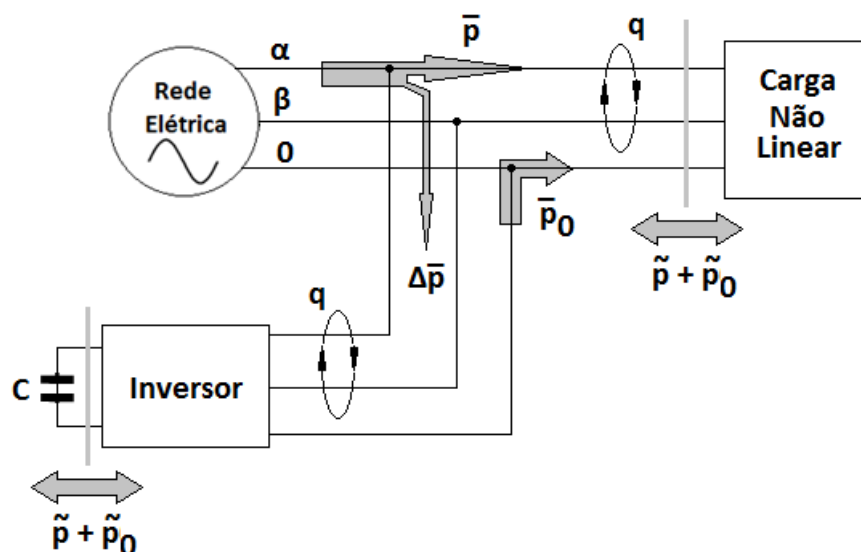 α
p̄
q
Rede
Elétrica
β
0
Carga
Não
Linear
p̄₀
Δp̄
p̃ + p̃₀
q
C
Inversor
p̃ + p̃₀